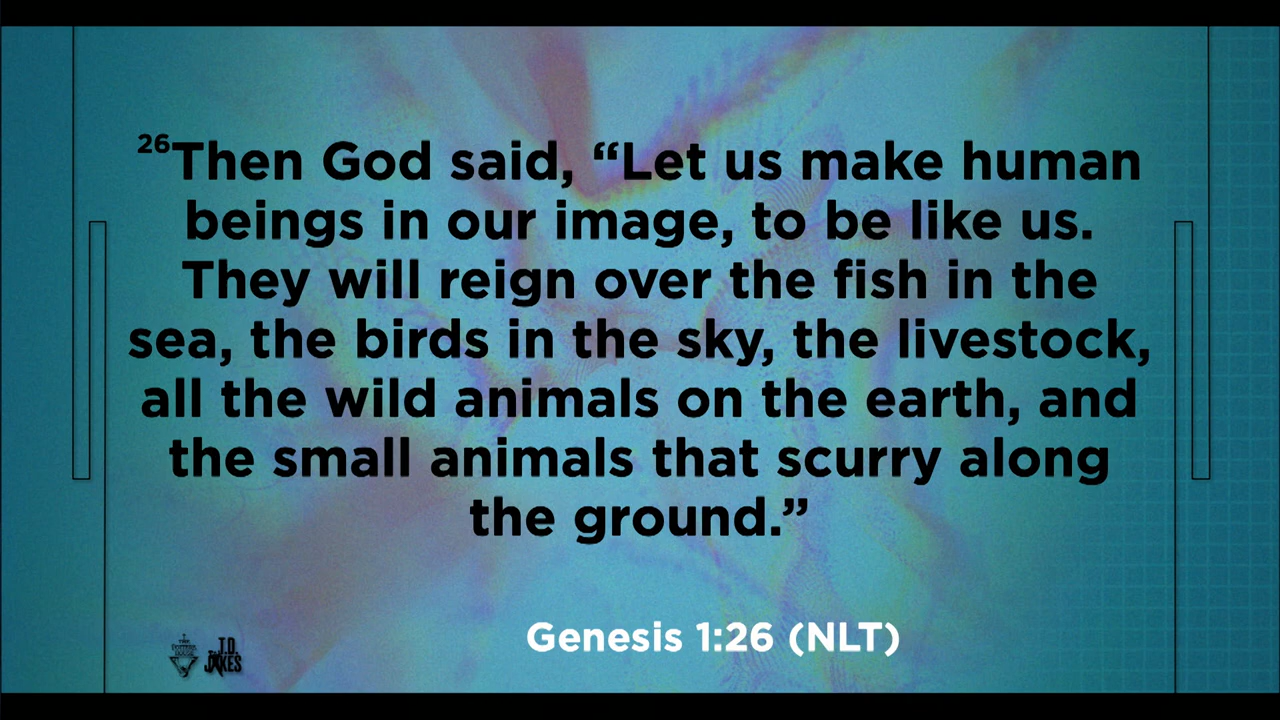 26Then God said, “Let us make human
beings in our image, to be like us.
They will reign over the fish in the
sea, the birds in the sky, the livestock,
all the wild animals on the earth, and
the small animals that scurry along
the ground.”
Genesis 1:26 (NLT)
T.D.
JAKES